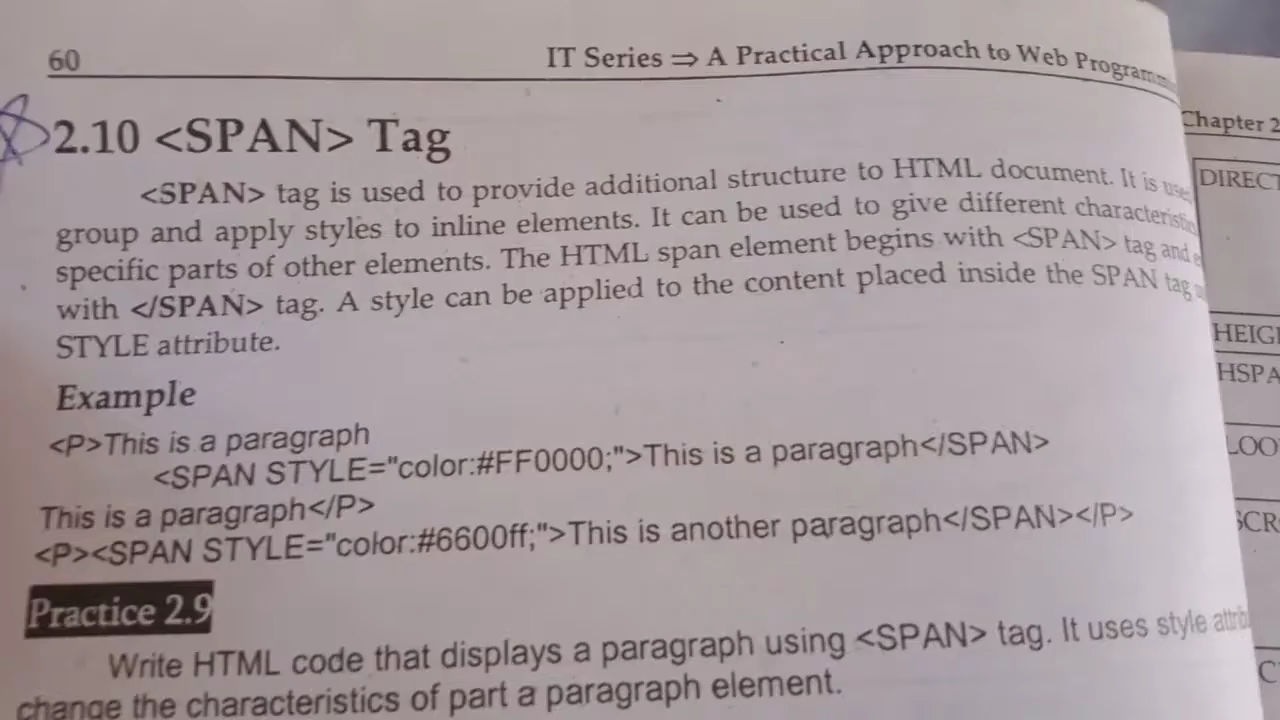 60
IT Series ⇒ A Practical Approach to Web
2.10 <SPAN> Tag
<SPAN> tag is used to provide additional structure to HTML document. It is
group and apply styles to inline elements. It can be used to give different
specific parts of other elements. The HTML span element begins with <SPAN> tag and
with </SPAN> tag. A style can be applied to the content placed inside the SPAN tag
STYLE attribute.
Example
<P>This is a paragraph
<SPAN STYLE="color:#FF0000;">This is a paragraph</SPAN>
This is a paragraph</P>
<P><SPAN STYLE="color:#6600ff;">This is another paragraph</SPAN></P>
Practice 2.9
Write HTML code that displays a paragraph using <SPAN> tag. It uses style
change the characteristics of part a paragraph element.
Chapter 2